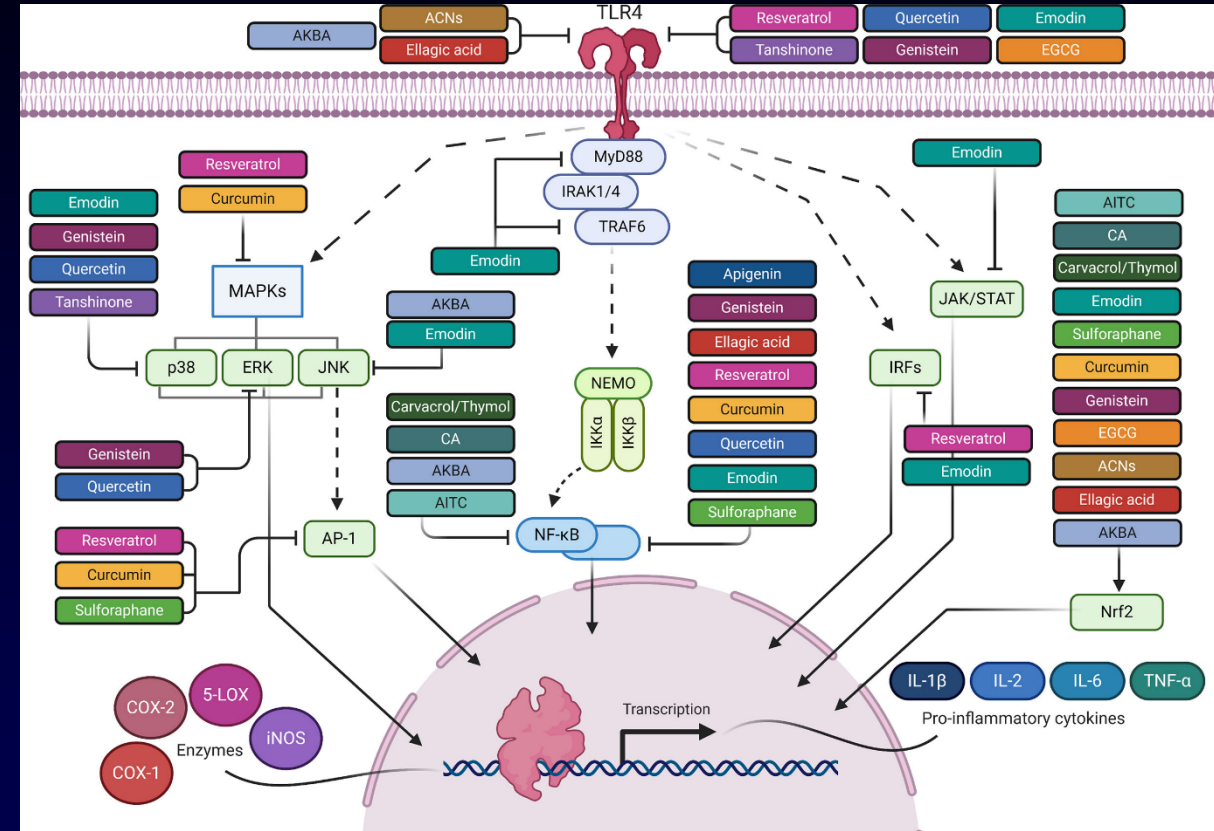 TLR4
AKBA
ACNs
Ellagic acid
Resveratrol
Quercetin
Emodin
Tanshinone
Genistein
EGCG
MyD88
IRAK1/4
TRAF6
Emodin
Resveratrol
Curcumin
MAPKs
Emodin
Genistein
Quercetin
Tanshinone
p38
ERK
JNK
AKBA
Emodin
Genistein
Quercetin
Resveratrol
Curcumin
Sulforaphane
AP-1
Carvacrol/Thymol
CA
AKBA
AITC
NEMO
IKKα
IKKβ
NF-κB
Apigenin
Genistein
Ellagic acid
Resveratrol
Curcumin
Quercetin
Emodin
Sulforaphane
Emodin
JAK/STAT
IRFs
Resveratrol
Emodin
AITC
CA
Carvacrol/Thymol
Emodin
Sulforaphane
Curcumin
Genistein
EGCG
ACNs
Ellagic acid
AKBA
Nrf2
COX-2
5-LOX
iNOS
COX-1
Enzymes
Transcription
IL-1β
IL-2
IL-6
TNF-α
Pro-inflammatory cytokines